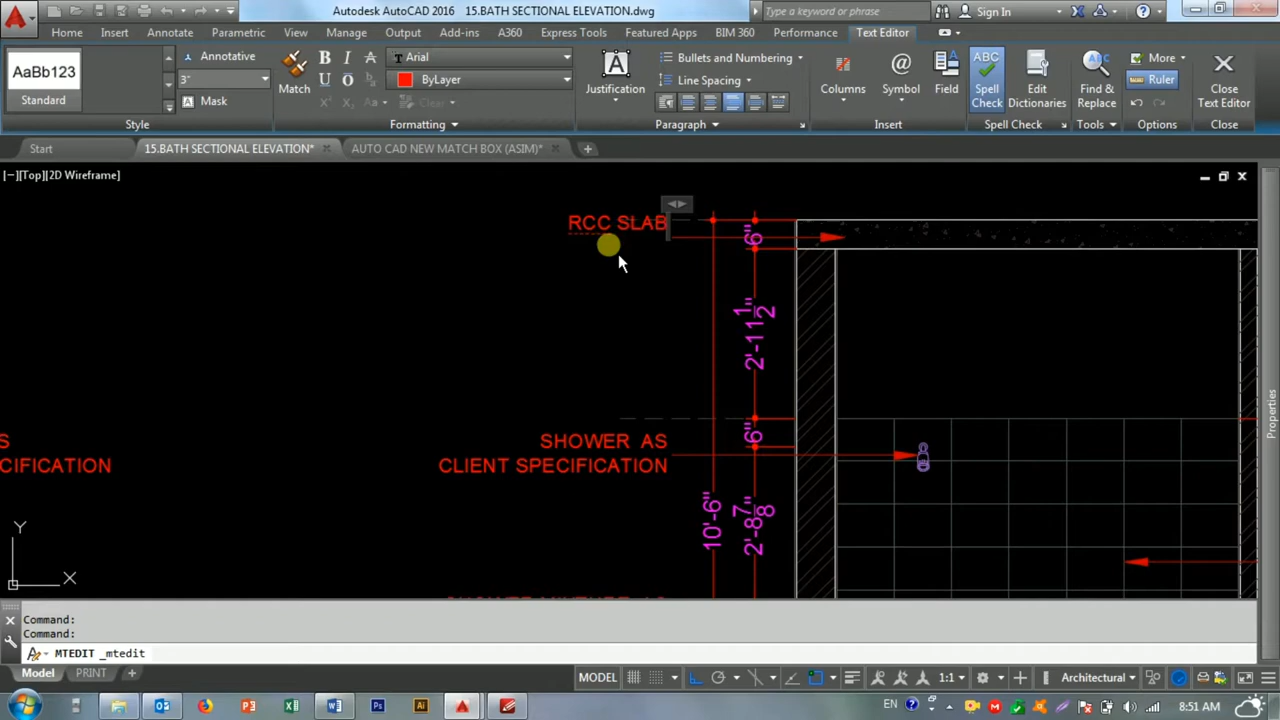 Autodesk AutoCAD 2016 15.BATH SECTIONAL ELEVATION.dwg
Type a keyword or phrase
Sign In
Home Insert Annotate Parametric View Manage Output Add-ins A360 Express Tools Featured Apps BIM 360 Performance Text Editor
AaBb123
Standard
Annotative
3"
Mask
Style
Match
Arial
ByLayer
Clear
Formatting
Justification
Bullets and Numbering
Line Spacing
Paragraph
Columns
Symbol
Field
Insert
ABC
Spell
Check
Edit
Dictionaries
Spell Check
Find &
Replace
Tools
More
Ruler
Options
Close
Text Editor
Close
Start
15.BATH SECTIONAL ELEVATION*
AUTO CAD NEW MATCH BOX (ASIM)*
[−][Top][2D Wireframe]
RCC SLAB
6"
2'-11 1/2"
SHOWER AS
CLIENT SPECIFICATION
6"
S
CIFICATION
10'-6"
2'-8 7/8"
Y
X
Properties
Command:
Command:
MTEDIT _mtedit
Model PRINT
MODEL
1:1
Architectural
EN
8:51 AM